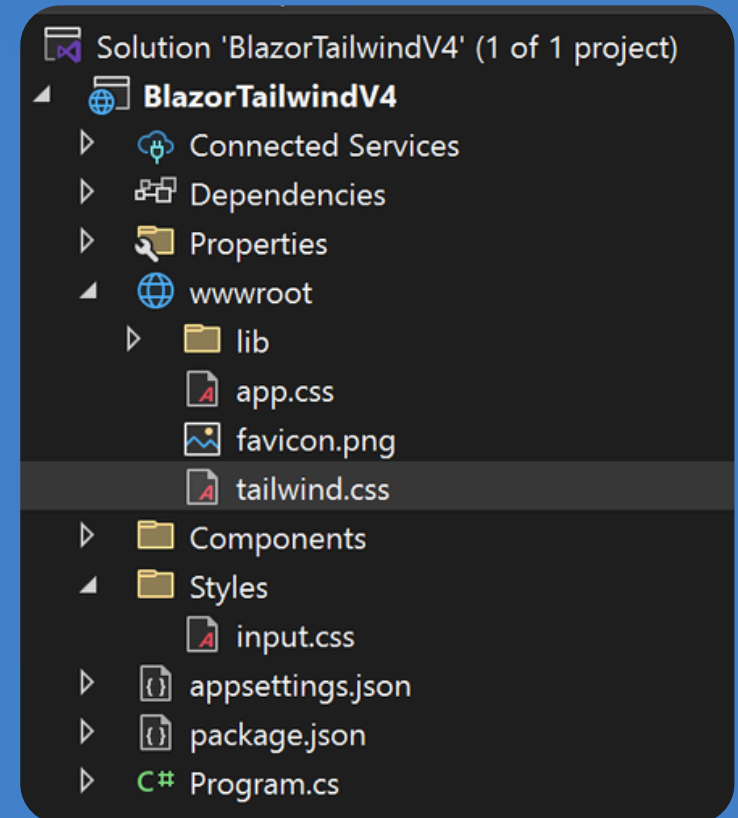 Solution 'BlazorTailwindV4' (1 of 1 project)
BlazorTailwindV4
Connected Services
Dependencies
Properties
wwwroot
lib
app.css
favicon.png
tailwind.css
Components
Styles
input.css
appsettings.json
package.json
C# Program.cs